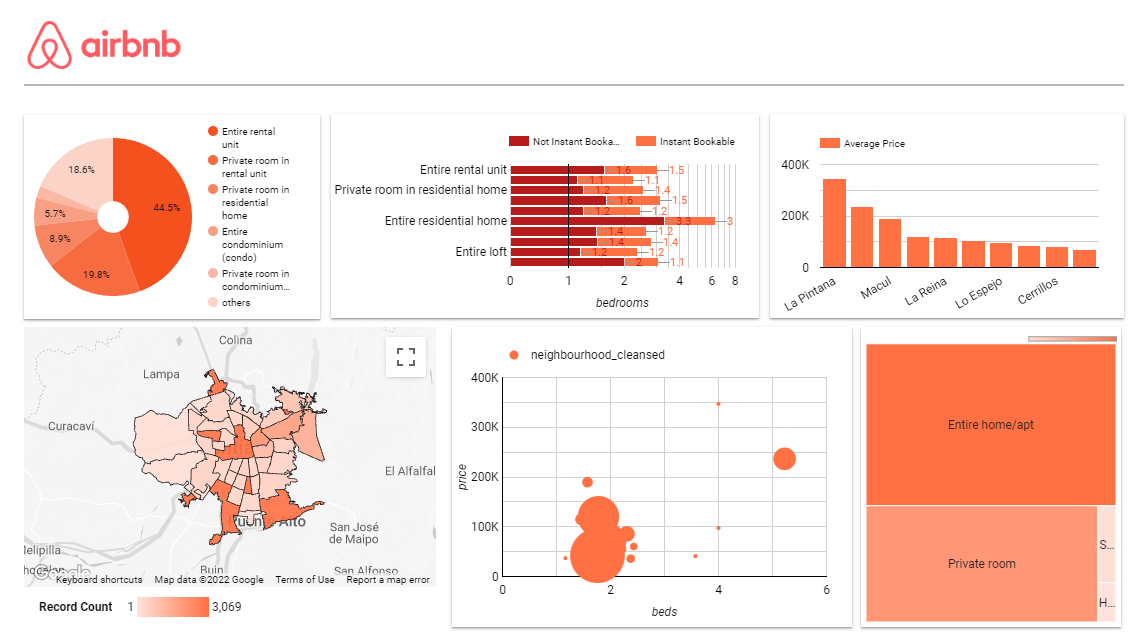 airbnb
44.5%
19.8%
8.9%
5.7%
18.6%
Entire rental
unit
Private room in
rental unit
Private room in
residential
home
Entire
condominium
(condo)
Private room in
condominium…
others
Not Instant Booka…
Instant Bookable
Entire rental unit
1.6
1.5
1.1
1.1
Private room in residential home
1.2
1.4
1.6
1.5
1.2
1.2
Entire residential home
3.3
3
1.4
1.2
1.4
1.4
Entire loft
1.2
1.2
2
1.1
0
1
2
4
6
8
bedrooms
Average Price
400K
200K
0
La Pintana
Macul
La Reina
Lo Espejo
Cerrillos
Colina
Lampa
Curacaví
El Alfalfal
Puente Alto
San José
de Maipo
San Alfonso
Google
Keyboard shortcuts
Map data ©2022 Google
Terms of Use
Report a map error
Record Count
1
3,069
neighbourhood_cleansed
400K
300K
200K
100K
0
price
0
2
4
6
beds
Entire home/apt
Private room
S…
H…